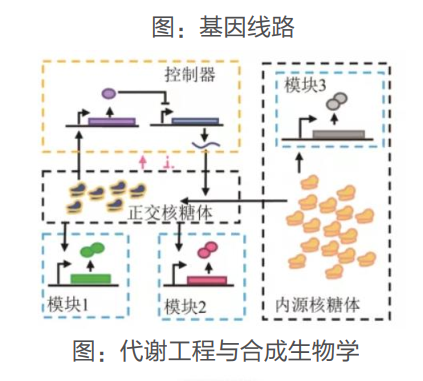 图：基因线路
控制器
模块3
i.
正交核糖体
模块1
模块2
内源核糖体
图：代谢工程与合成生物学